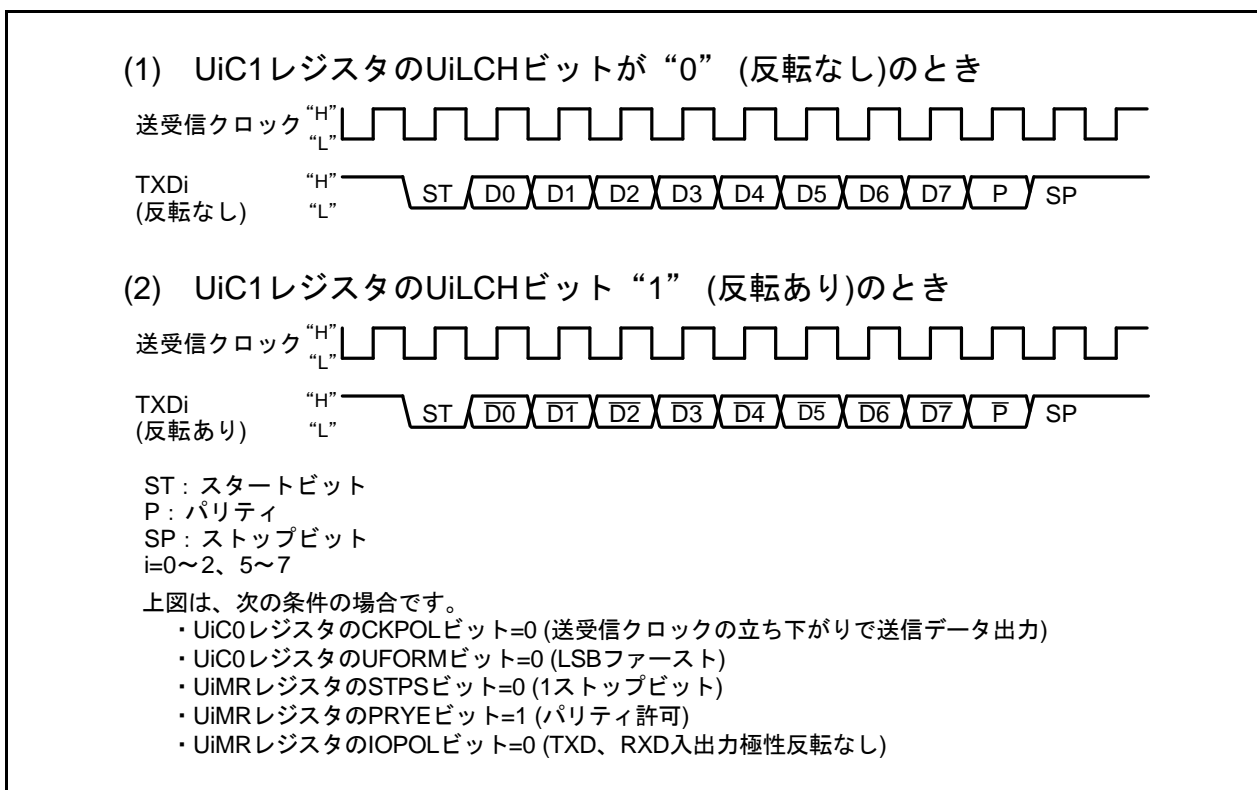 (1) UiC1レジスタのUiLCHビットが“0” (反転なし)のとき
送受信クロック “H”
“L”
TXDi “H”
(反転なし) “L”
ST D0 D1 D2 D3 D4 D5 D6 D7 P SP
(2) UiC1レジスタのUiLCHビット“1” (反転あり)のとき
送受信クロック “H”
“L”
TXDi “H”
(反転あり) “L”
ST D̅0̅ D̅1̅ D̅2̅ D̅3̅ D̅4̅ D̅5̅ D̅6̅ D̅7̅ P̅ SP
ST : スタートビット
P : パリティ
SP : ストップビット
i=0~2、5~7
上図は、次の条件の場合です。
・UiC0レジスタのCKPOLビット=0 (送受信クロックの立ち下がりで送信データ出力)
・UiC0レジスタのUFORMビット=0 (LSBファースト)
・UiMRレジスタのSTPSビット=0 (1ストップビット)
・UiMRレジスタのPRYEビット=1 (パリティ許可)
・UiMRレジスタのIOPOLビット=0 (TXD、RXD入出力極性反転なし)